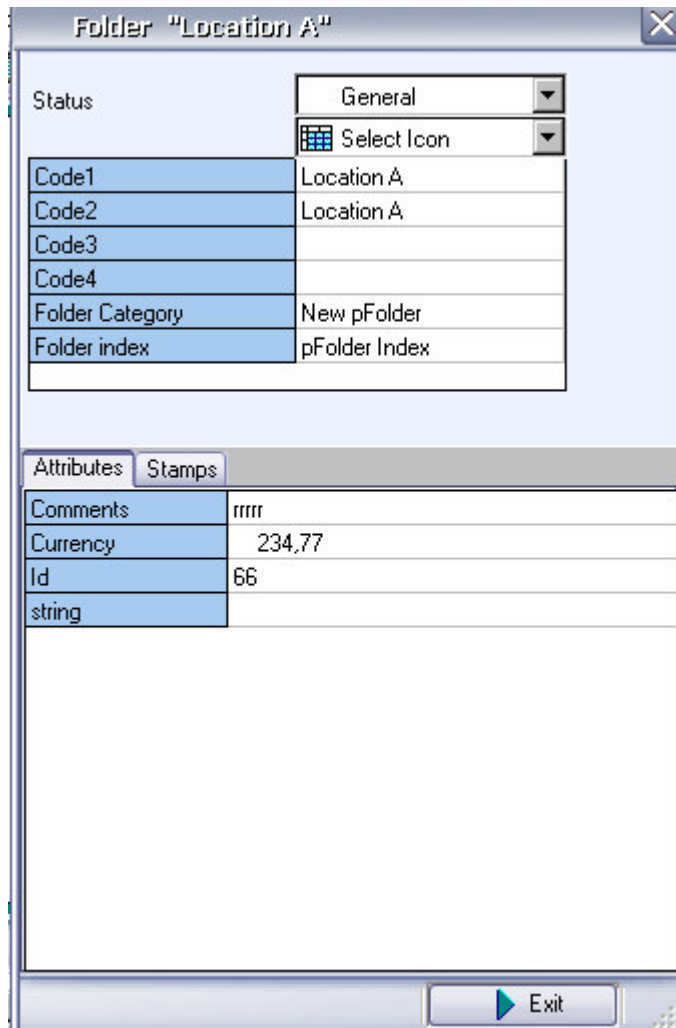 Folder "Location A"
Status General
Select Icon
Code1 Location A
Code2 Location A
Code3
Code4
Folder Category New pFolder
Folder index pFolder Index
Attributes Stamps
Comments rrrrr
Currency 234,77
Id 66
string
Exit